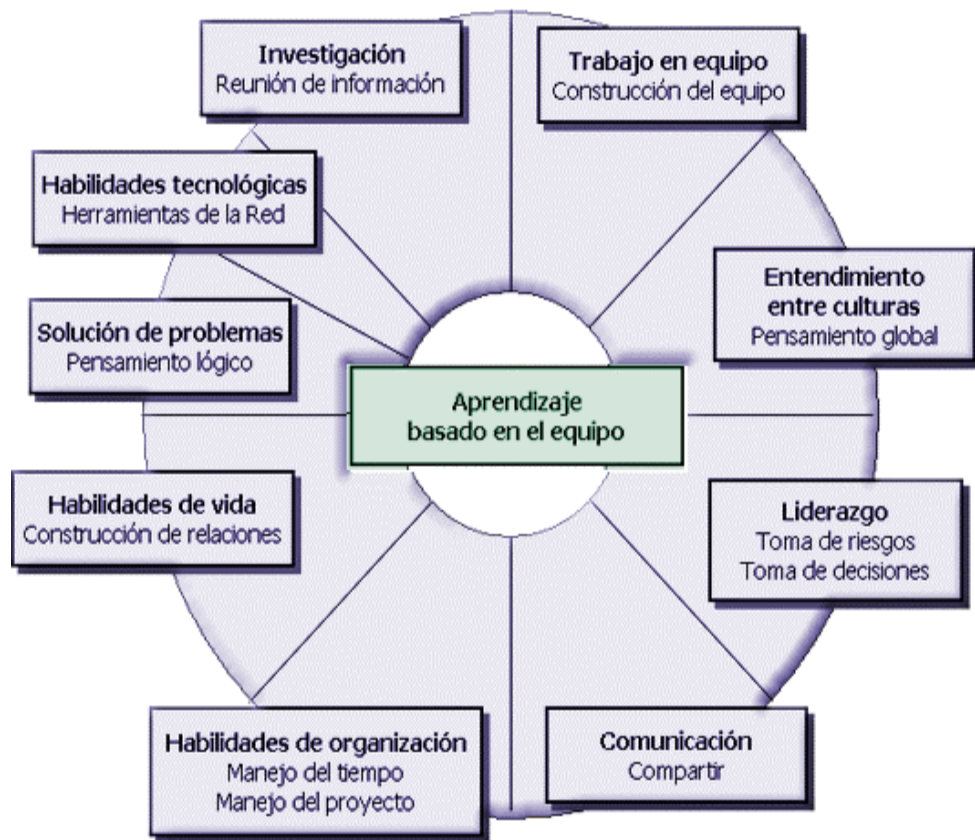 Investigación
Reunión de información
Trabajo en equipo
Construcción del equipo
Habilidades tecnológicas
Herramientas de la Red
Entendimiento
entre culturas
Pensamiento global
Solución de problemas
Pensamiento lógico
Aprendizaje
basado en el equipo
Habilidades de vida
Construcción de relaciones
Liderazgo
Toma de riesgos
Toma de decisiones
Habilidades de organización
Manejo del tiempo
Manejo del proyecto
Comunicación
Compartir